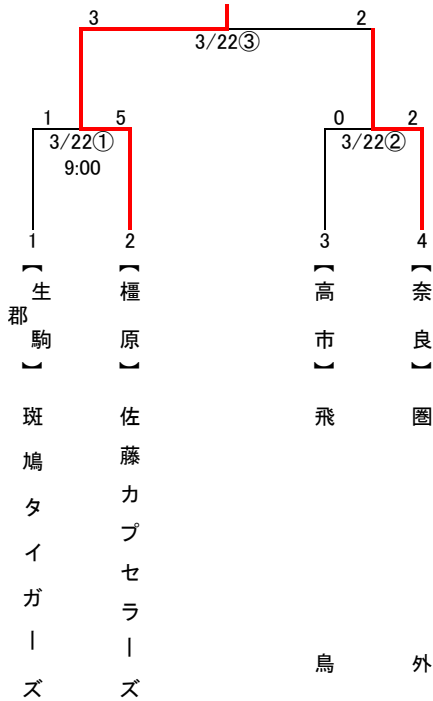 3 2
3/22③
1 5 0 2
3/22① 3/22②
9:00
1 2 3 4
【生駒郡】斑鳩タイガーズ
【橿原】佐藤カプセラーズ
【高市】飛鳥
【奈良】圏外